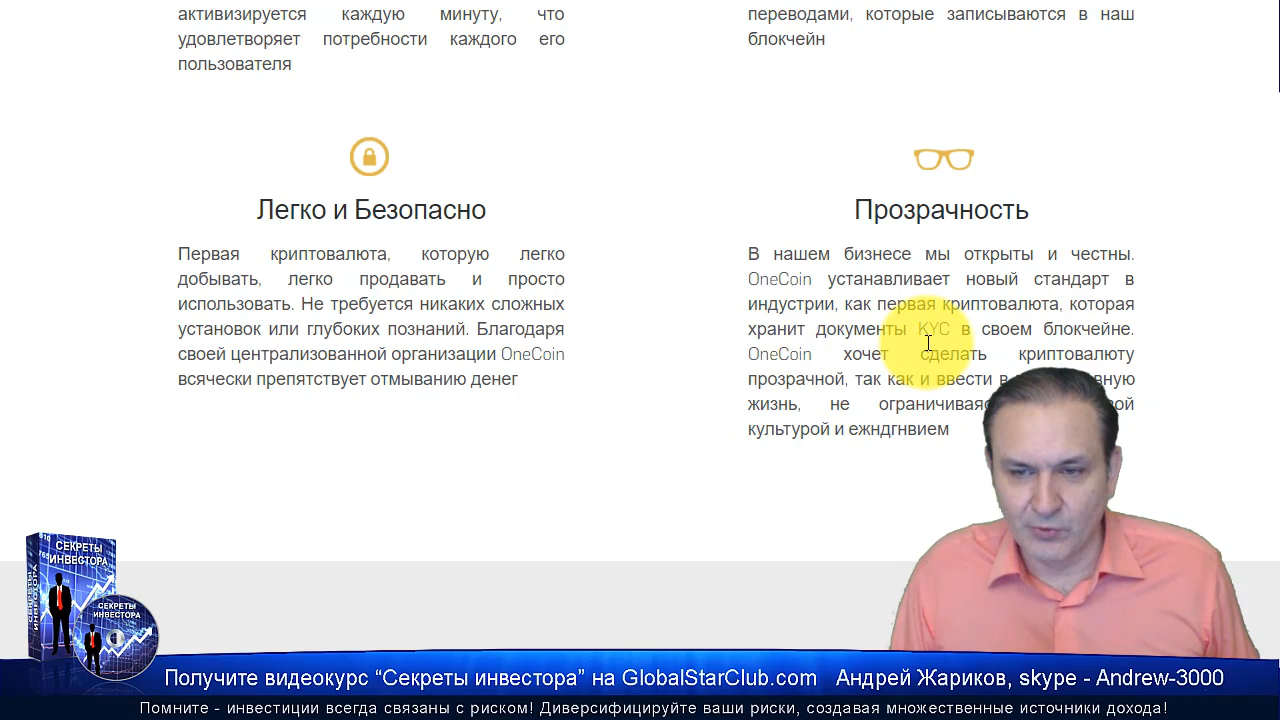 активизируется каждую минуту, что
удовлетворяет потребности каждого его
пользователя
переводами, которые записываются в наш
блокчейн
Легко и Безопасно
Первая криптовалюта, которую легко
добывать, легко продавать и просто
использовать. Не требуется никаких сложных
установок или глубоких познаний. Благодаря
своей централизованной организации OneCoin
всячески препятствует отмыванию денег
Прозрачность
В нашем бизнесе мы открыты и честны.
OneCoin устанавливает новый стандарт в
индустрии, как первая криптовалюта, которая
хранит документы KYC в своем блокчейне.
OneCoin хочет сделать криптовалюту
прозрачной, так как и ввести в
жизнь, не
культурой и ежндгнвием
СЕКРЕТЫ
ИНВЕСТОРА
СЕКРЕТЫ
ИНВЕСТОРА
Получите видеокурс “Секреты инвестора” на GlobalStarClub.com Андрей Жариков, skype - Andrew-3000
Помните - инвестиции всегда связаны с риском! Диверсифицируйте ваши риски, создавая множественные источники дохода!